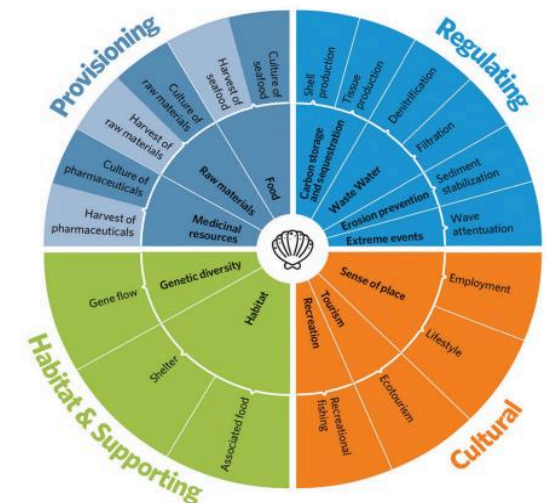 Provisioning
Harvest of
pharmaceuticals
Culture of
pharmaceuticals
Harvest of
raw materials
Culture of
raw materials
Harvest of
seafood
Culture of
seafood
Medicinal
resources
Raw materials
Food
Regulating
Shell
production
Tissue
production
Denitrification
Filtration
Sediment
stabilization
Wave
attentuation
Carbon storage
and sequestration
Waste Water
Erosion prevention
Extreme events
Habitat & Supporting
Genetic diversity
Habitat
Gene flow
Shelter
Associated food
Cultural
Sense of place
Tourism
Recreation
Employment
Lifestyle
Ecotourism
Recreational
fishing